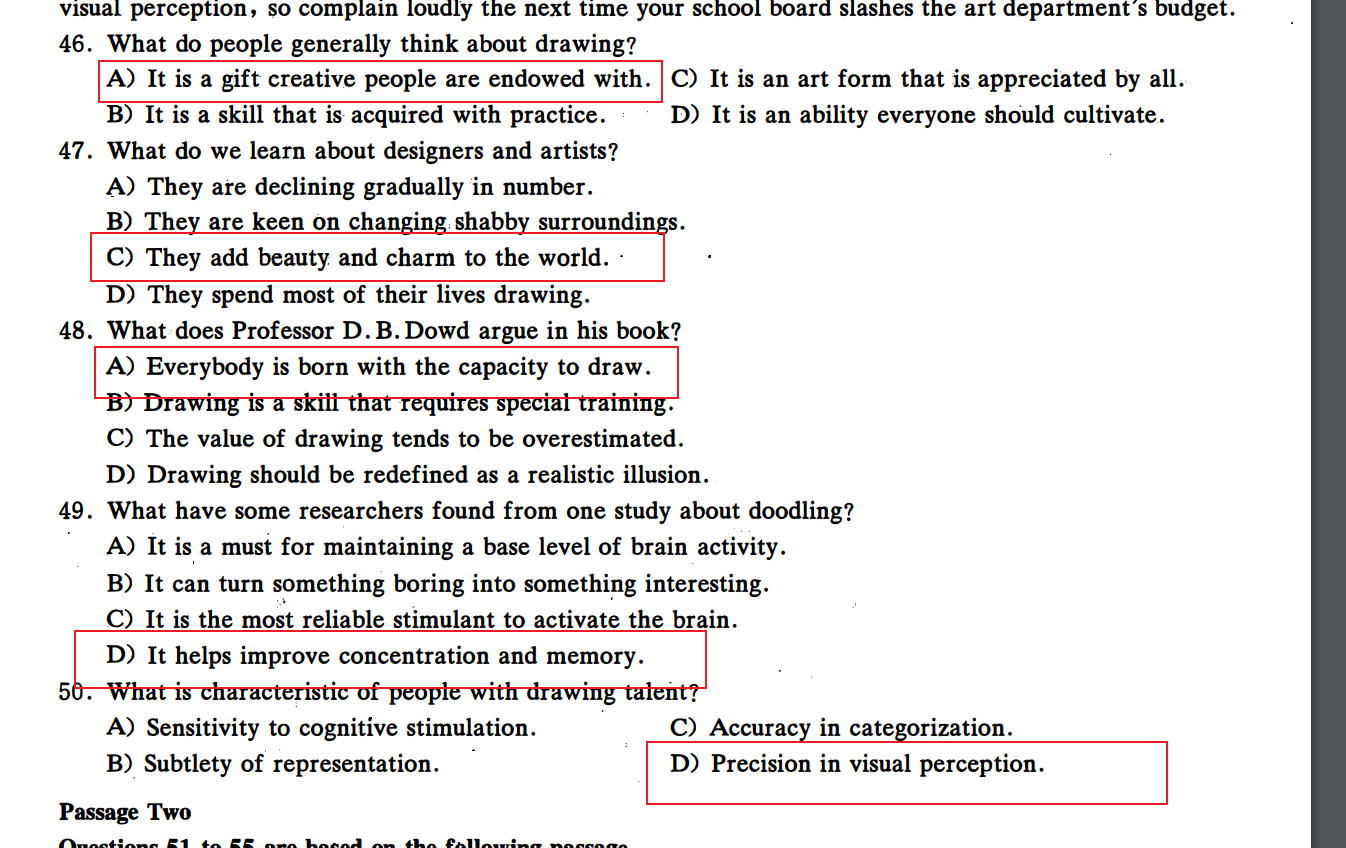 visual perception, so complain loudly the next time your school board slashes the art department's budget.
46. What do people generally think about drawing?
A) It is a gift creative people are endowed with. C) It is an art form that is appreciated by all.
B) It is a skill that is acquired with practice. D) It is an ability everyone should cultivate.
47. What do we learn about designers and artists?
A) They are declining gradually in number.
B) They are keen on changing shabby surroundings.
C) They add beauty and charm to the world.
D) They spend most of their lives drawing.
48. What does Professor D.B.Dowd argue in his book?
A) Everybody is born with the capacity to draw.
B) Drawing is a skill that requires special training.
C) The value of drawing tends to be overestimated.
D) Drawing should be redefined as a realistic illusion.
49. What have some researchers found from one study about doodling?
A) It is a must for maintaining a base level of brain activity.
B) It can turn something boring into something interesting.
C) It is the most reliable stimulant to activate the brain.
D) It helps improve concentration and memory.
50. What is characteristic of people with drawing talent?
A) Sensitivity to cognitive stimulation. C) Accuracy in categorization.
B) Subtlety of representation. D) Precision in visual perception.
Passage Two
Questions 51 to 55 are based on the following passage